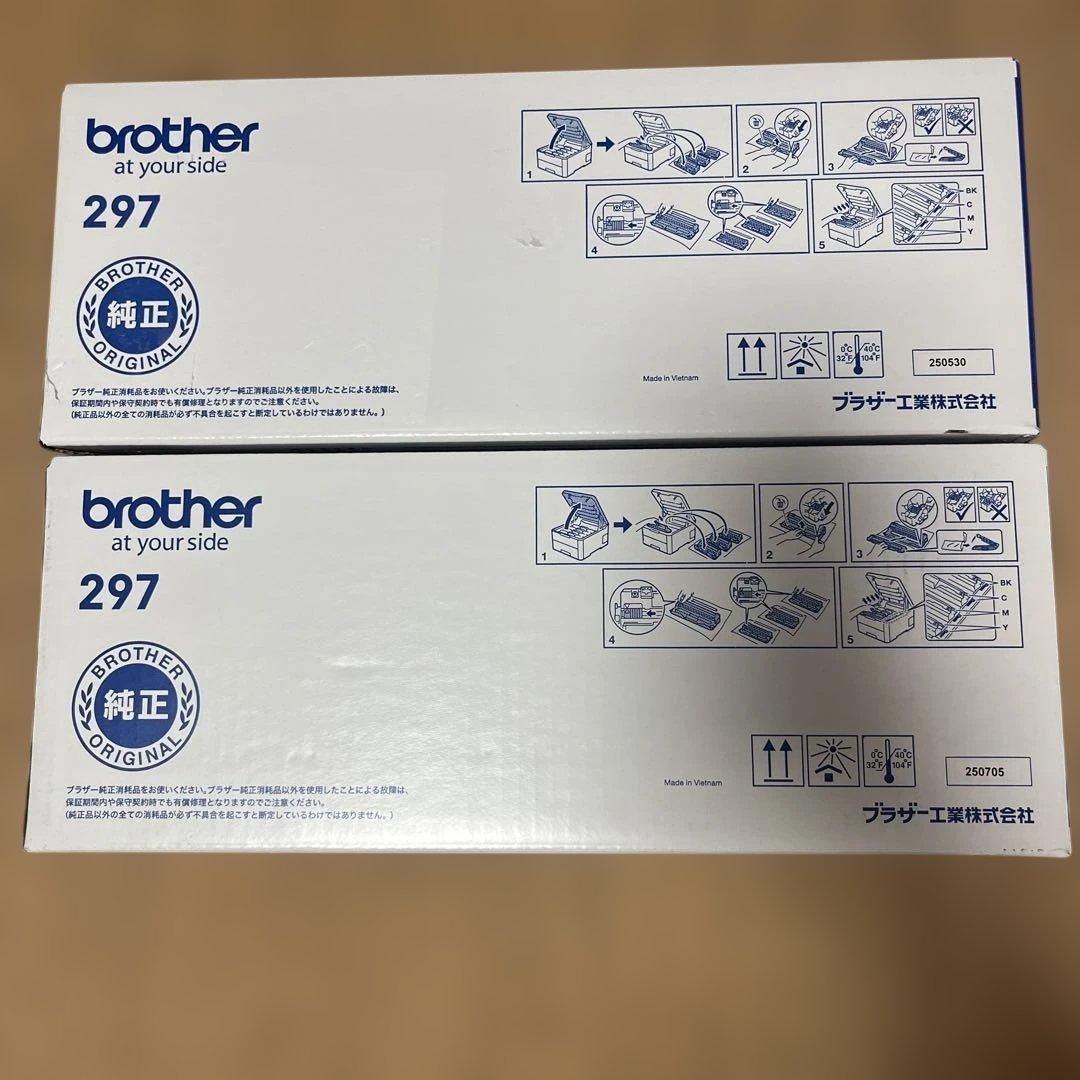 brother
at your side
297
BROTHER
純正
ORIGINAL
ブラザー純正消耗品をお使いください。ブラザー純正消耗品以外を使用したことによる故障は、
保証期間内や保守契約時でも有償修理となりますのでご注意ください。
(純正品以外の全ての消耗品が必ず不具合を起こすと断定しているわけではありません。)
1
2
3
4
5
BK
C
M
Y
Made in Vietnam
0°C 40°C
32°F 104°F
250530
ブラザー工業株式会社
brother
at your side
297
BROTHER
純正
ORIGINAL
ブラザー純正消耗品をお使いください。ブラザー純正消耗品以外を使用したことによる故障は、
保証期間内や保守契約時でも有償修理となりますのでご注意ください。
(純正品以外の全ての消耗品が必ず不具合を起こすと断定しているわけではありません。)
1
2
3
4
5
BK
C
M
Y
Made in Vietnam
0°C 40°C
32°F 104°F
250705
ブラザー工業株式会社